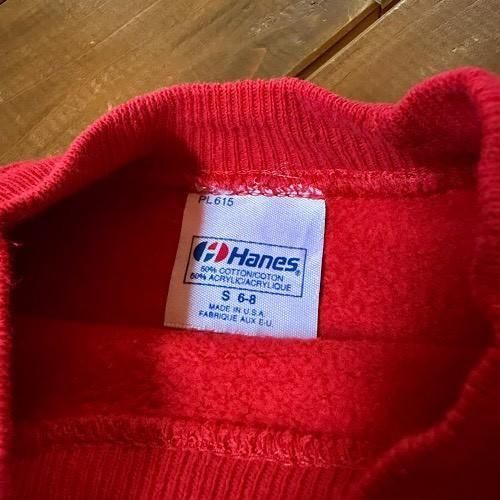 PL615
Hanes®
50% COTTON/COTON
50% ACRYLIC/ACRYLIQUE
S 6-8
MADE IN U.S.A.
FABRIQUE AUX E-U.